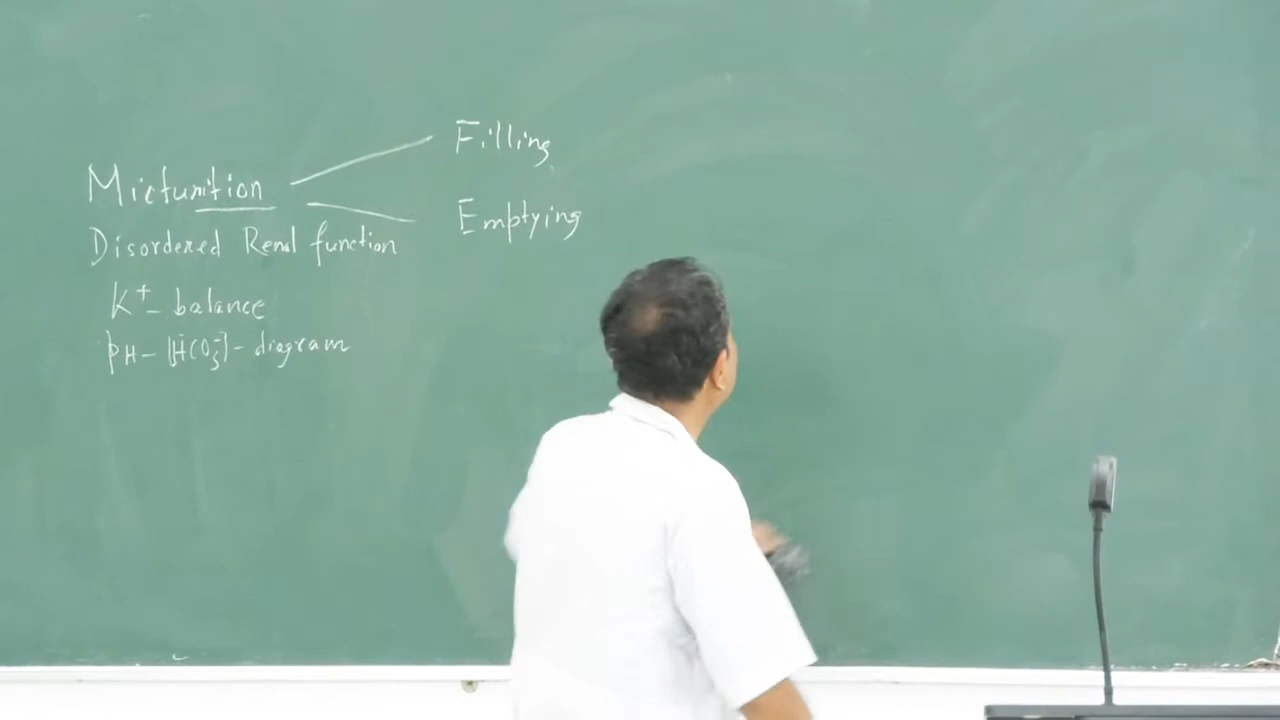 Micturition
Filling
Emptying
Disordered Renal function
K+ - balance
pH - [HCO3-] - diagram